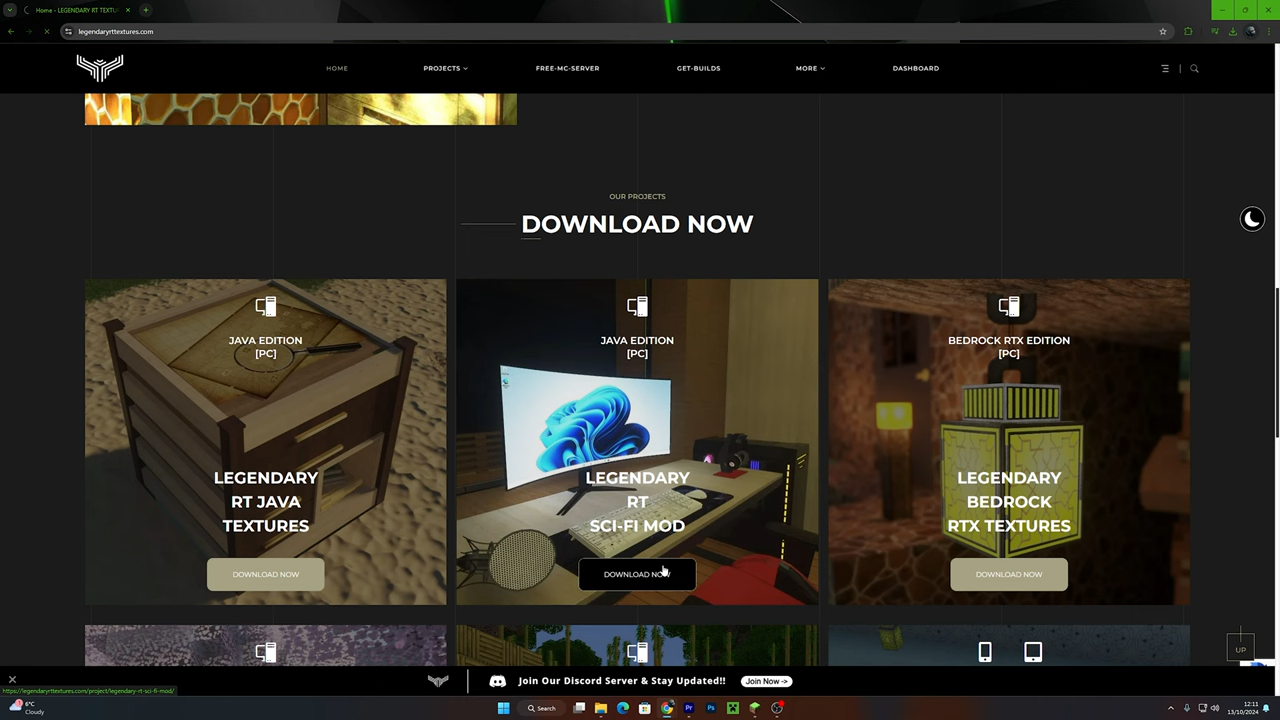 Home - LEGENDARY RT TEXTU
legendaryrttextures.com
HOME
PROJECTS
FREE-MC-SERVER
GET-BUILDS
MORE
DASHBOARD
OUR PROJECTS
DOWNLOAD NOW
JAVA EDITION
[PC]
LEGENDARY
RT JAVA
TEXTURES
DOWNLOAD NOW
JAVA EDITION
[PC]
LEGENDARY
RT
SCI-FI MOD
DOWNLOAD NOW
BEDROCK RTX EDITION
[PC]
LEGENDARY
BEDROCK
RTX TEXTURES
DOWNLOAD NOW
UP
Join Our Discord Server & Stay Updated!!
Join Now ->
https://legendaryrttextures.com/project/legendary-rt-sci-fi-mod/
6°C
Cloudy
Search
12:11
13/10/2024